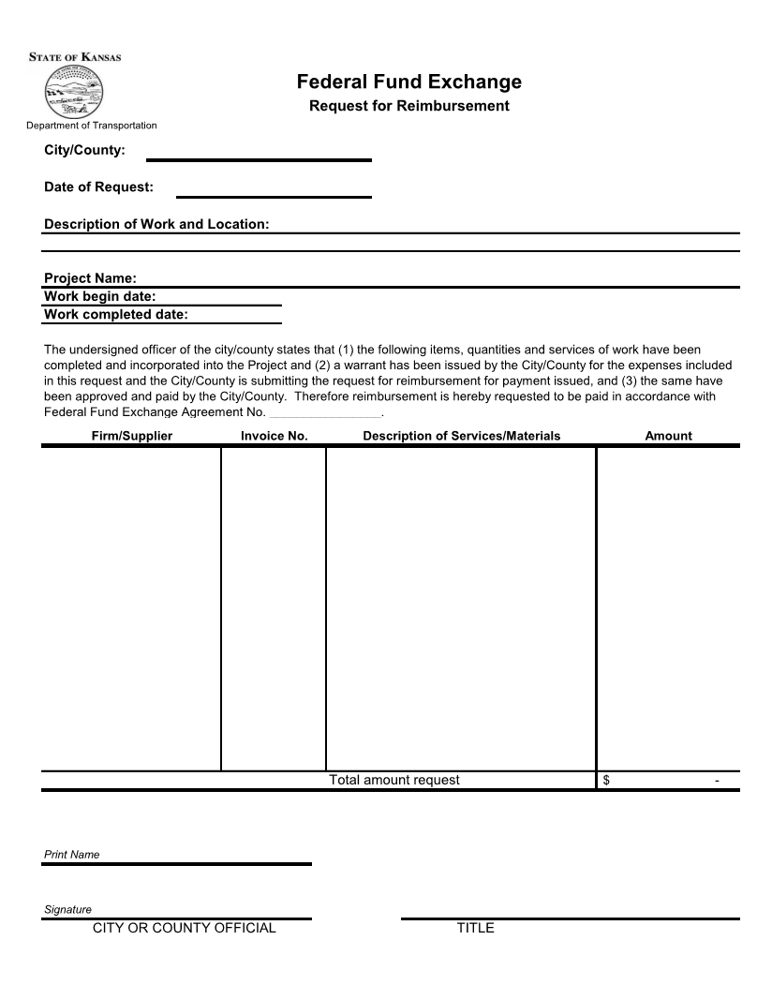 STATE OF KANSAS
Department of Transportation
Federal Fund Exchange
Request for Reimbursement
City/County:
Date of Request:
Description of Work and Location:
Project Name:
Work begin date:
Work completed date:
The undersigned officer of the city/county states that (1) the following items, quantities and services of work have been
completed and incorporated into the Project and (2) a warrant has been issued by the City/County for the expenses included
in this request and the City/County is submitting the request for reimbursement for payment issued, and (3) the same have
been approved and paid by the City/County.  Therefore reimbursement is hereby requested to be paid in accordance with
Federal Fund Exchange Agreement No. ________________.
Firm/Supplier Invoice No. Description of Services/Materials Amount
Total amount request $ -
Print Name
Signature
CITY OR COUNTY OFFICIAL TITLE